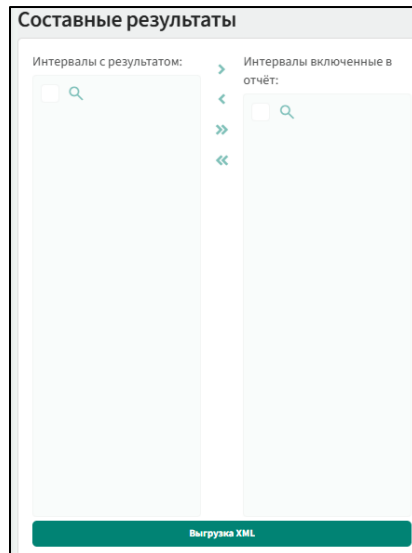 Составные результаты
Интервалы с результатом:
Интервалы включенные в
отчёт:
Выгрузка XML